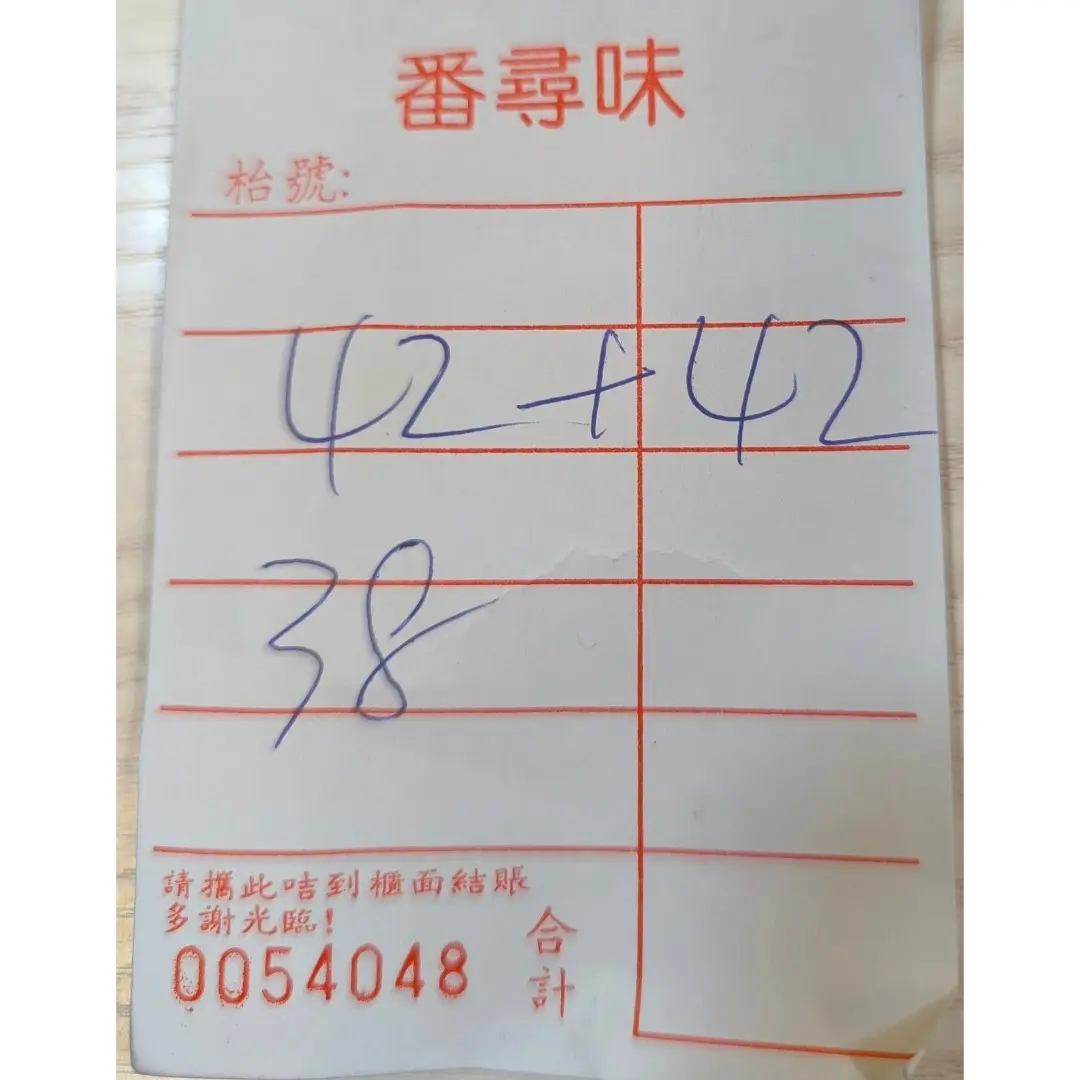 番尋味
枱號:
42+42
38
請攜此咭到櫃面結賬
多謝光臨!
0054048
合計